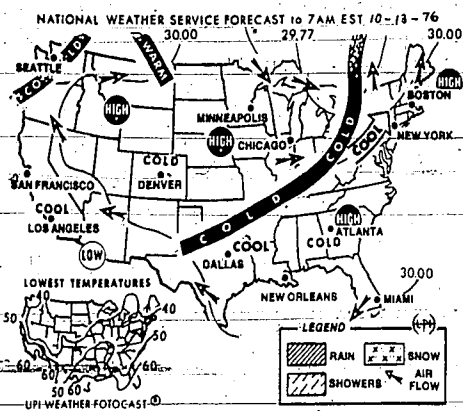 NATIONAL WEATHER SERVICE FORECAST to 7AM EST 10-13-76
30.00
29.77
30.00
SEATTLE
COLD
WARM
COOL
HIGH
HIGH
BOSTON
MINNEAPOLIS
HIGH
CHICAGO
COLD
COOL
NEW YORK
COLD
DENVER
SAN FRANCISCO
COOL
LOS ANGELES
COLD
HIGH
ATLANTA
COLD
LOW
COOL
DALLAS
NEW ORLEANS
MIAMI
30.00
LOWEST TEMPERATURES
40
40
50
50
60
60
50
60
60
60
LEGEND
UPI
RAIN
SNOW
SHOWERS
AIR FLOW
UPI WEATHER FOTOCAST ®